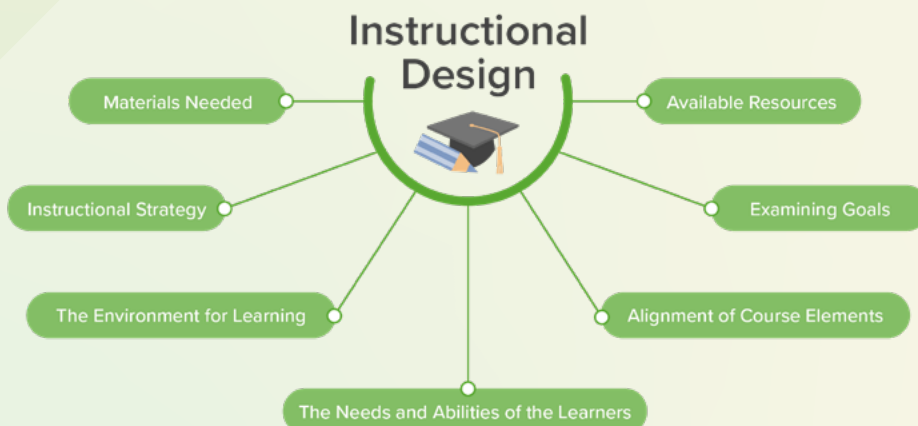 Instructional
Design
Materials Needed
Available Resources
Instructional Strategy
Examining Goals
The Environment for Learning
Alignment of Course Elements
The Needs and Abilities of the Learners